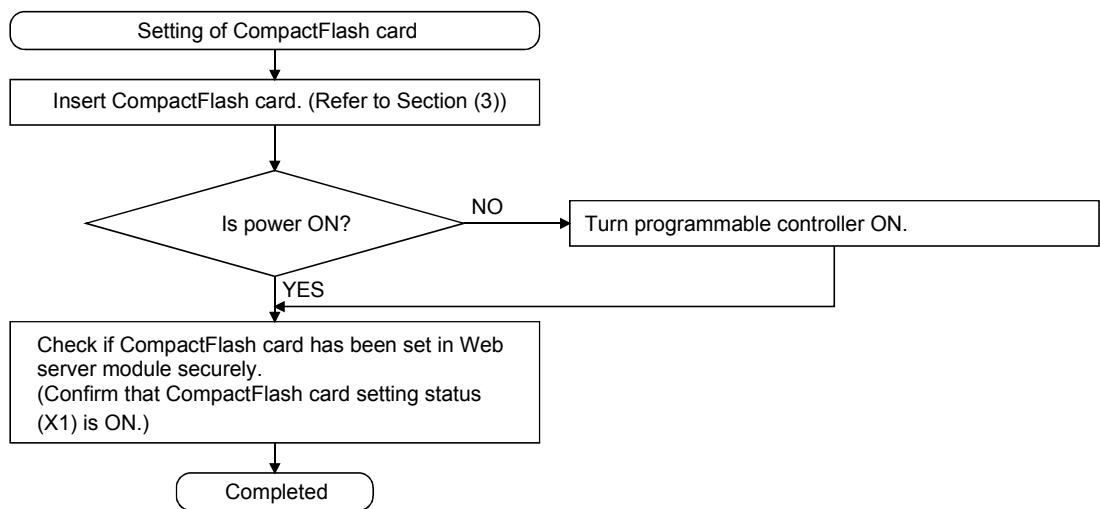 Setting of CompactFlash card
Insert CompactFlash card. (Refer to Section (3))
Is power ON?
NO
Turn programmable controller ON.
YES
Check if CompactFlash card has been set in Web
server module securely.
(Confirm that CompactFlash card setting status
(X1) is ON.)
Completed